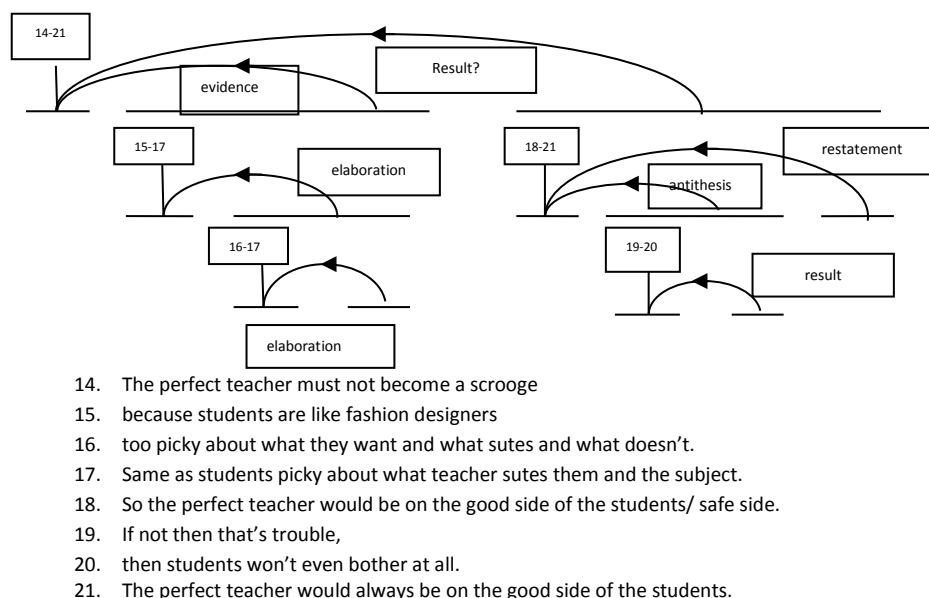 14-21
Result?
evidence
15-17
elaboration
18-21
restatement
antithesis
16-17
19-20
result
elaboration
14. The perfect teacher must not become a scrooge
15. because students are like fashion designers
16. too picky about what they want and what sutes and what doesn't.
17. Same as students picky about what teacher sutes them and the subject.
18. So the perfect teacher would be on the good side of the students/ safe side.
19. If not then that's trouble,
20. then students won't even bother at all.
21. The perfect teacher would always be on the good side of the students.